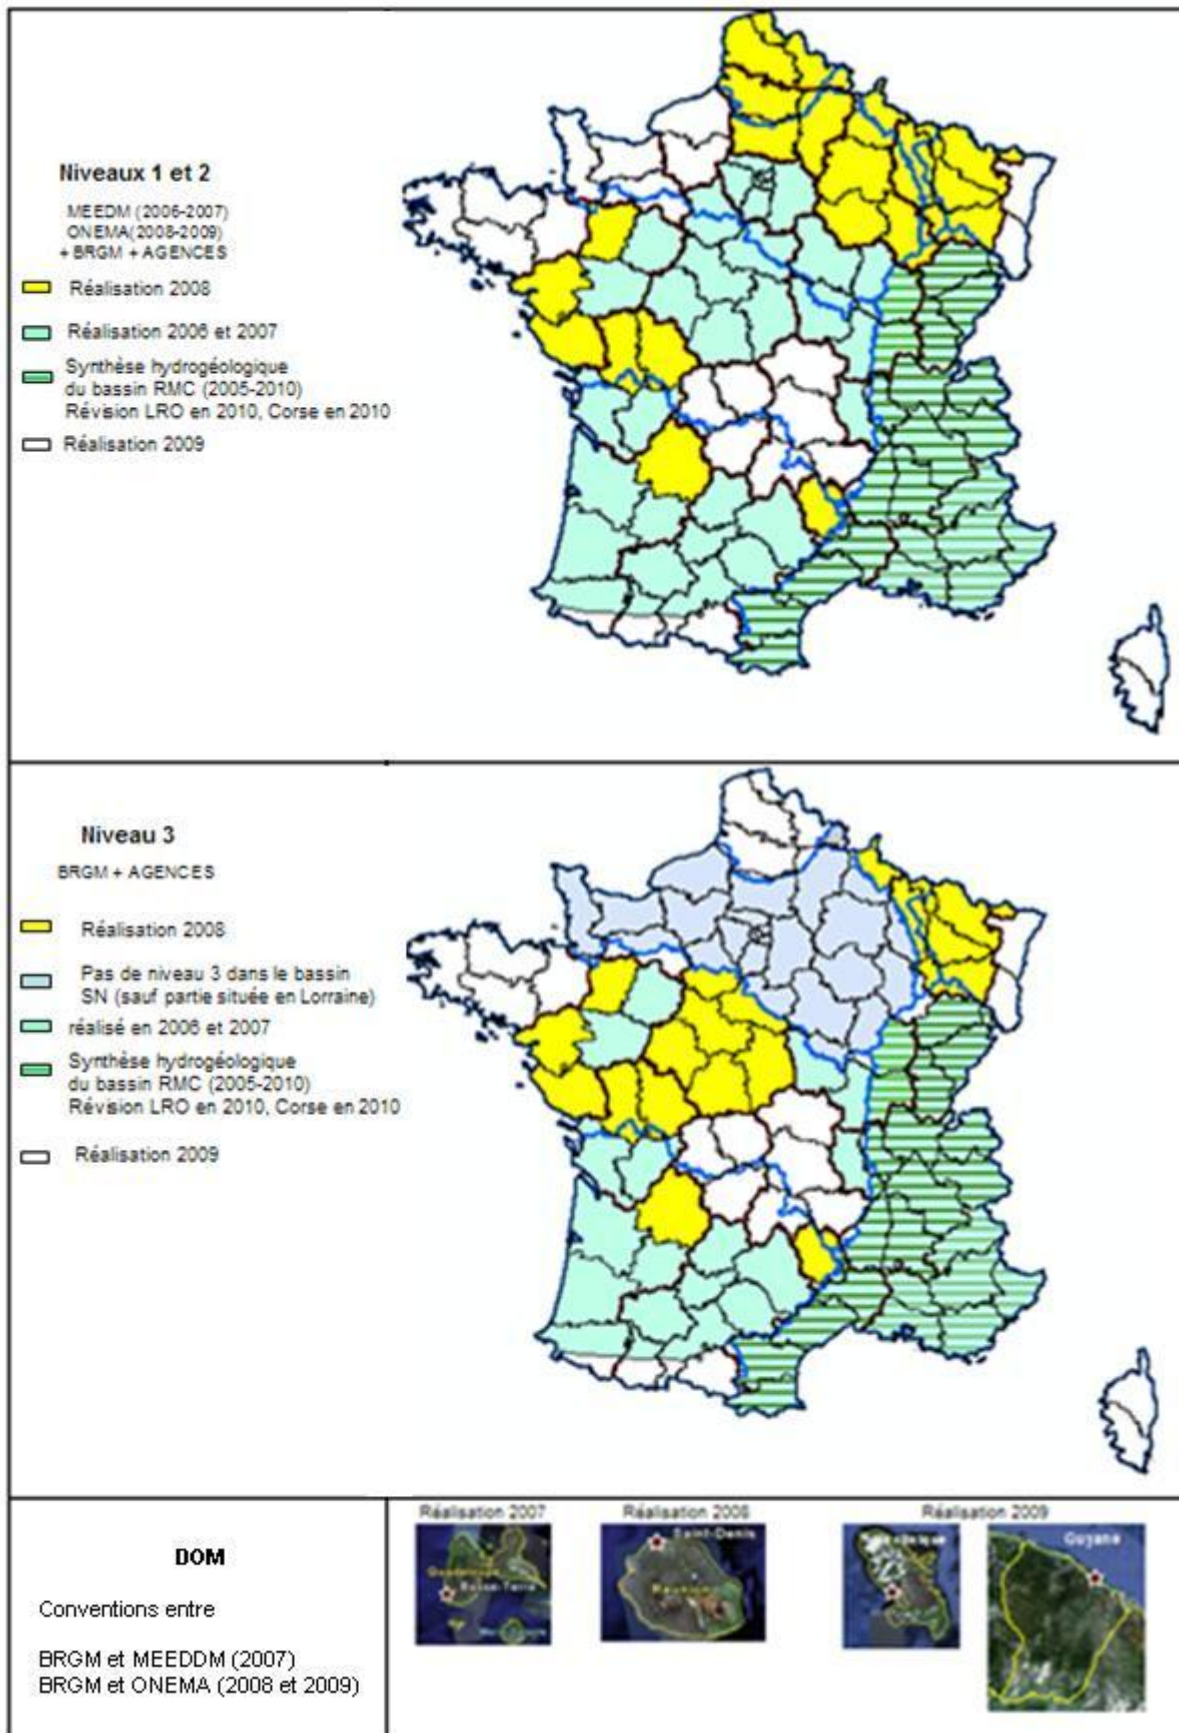 Niveaux 1 et 2
MEEDM (2006-2007)
ONEMA(2008-2009)
+ BRGM + AGENCES
Réalisation 2008
Réalisation 2006 et 2007
Synthèse hydrogéologique
du bassin RMC (2005-2010)
Révision LRO en 2010, Corse en 2010
Réalisation 2009
Niveau 3
BRGM + AGENCES
Réalisation 2008
Pas de niveau 3 dans le bassin
SN (sauf partie située en Lorraine)
réalisé en 2006 et 2007
Synthèse hydrogéologique
du bassin RMC (2005-2010)
Révision LRO en 2010, Corse en 2010
Réalisation 2009
DOM
Conventions entre
BRGM et MEEDDM (2007)
BRGM et ONEMA (2008 et 2009)
Réalisation 2007
Réalisation 2008
Réalisation 2009
Guadeloupe
Basse-Terre
Saint-Denis
Réunion
Martinique
Guyane